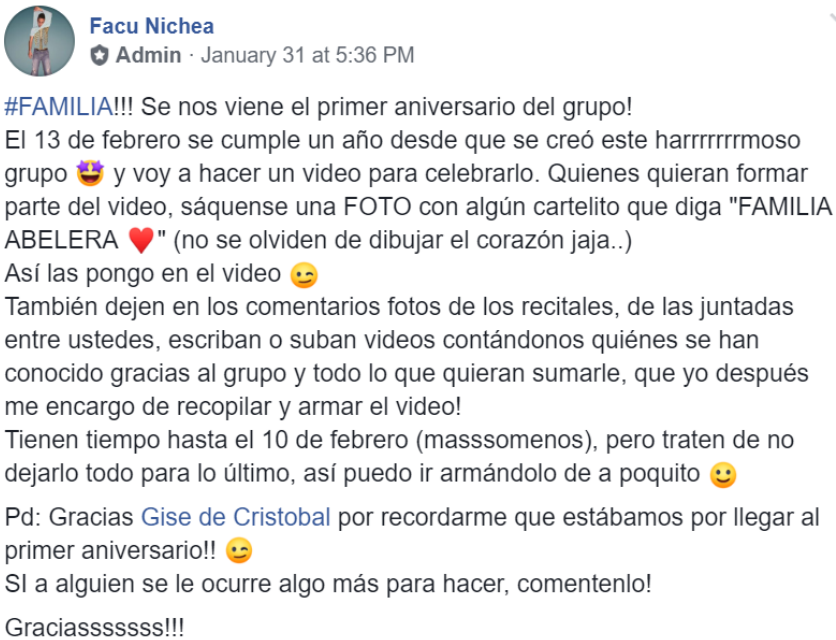 Facu Nichea
Admin · January 31 at 5:36 PM
#FAMILIA!!! Se nos viene el primer aniversario del grupo!
El 13 de febrero se cumple un año desde que se creó este harrrrrrrmoso
grupo 🤩 y voy a hacer un video para celebrarlo. Quienes quieran formar
parte del video, sáquense una FOTO con algún cartelito que diga "FAMILIA
ABELERA ♥️" (no se olviden de dibujar el corazón jaja..)
Así las pongo en el video 😉
También dejen en los comentarios fotos de los recitales, de las juntadas
entre ustedes, escriban o suban videos contándonos quiénes se han
conocido gracias al grupo y todo lo que quieran sumarle, que yo después
me encargo de recopilar y armar el video!
Tienen tiempo hasta el 10 de febrero (masssomenos), pero traten de no
dejarlo todo para lo último, así puedo ir armándolo de a poquito 🙂
Pd: Gracias Gise de Cristobal por recordarme que estábamos por llegar al
primer aniversario!! 😉
SI a alguien se le ocurre algo más para hacer, comentenlo!
Graciasssssss!!!